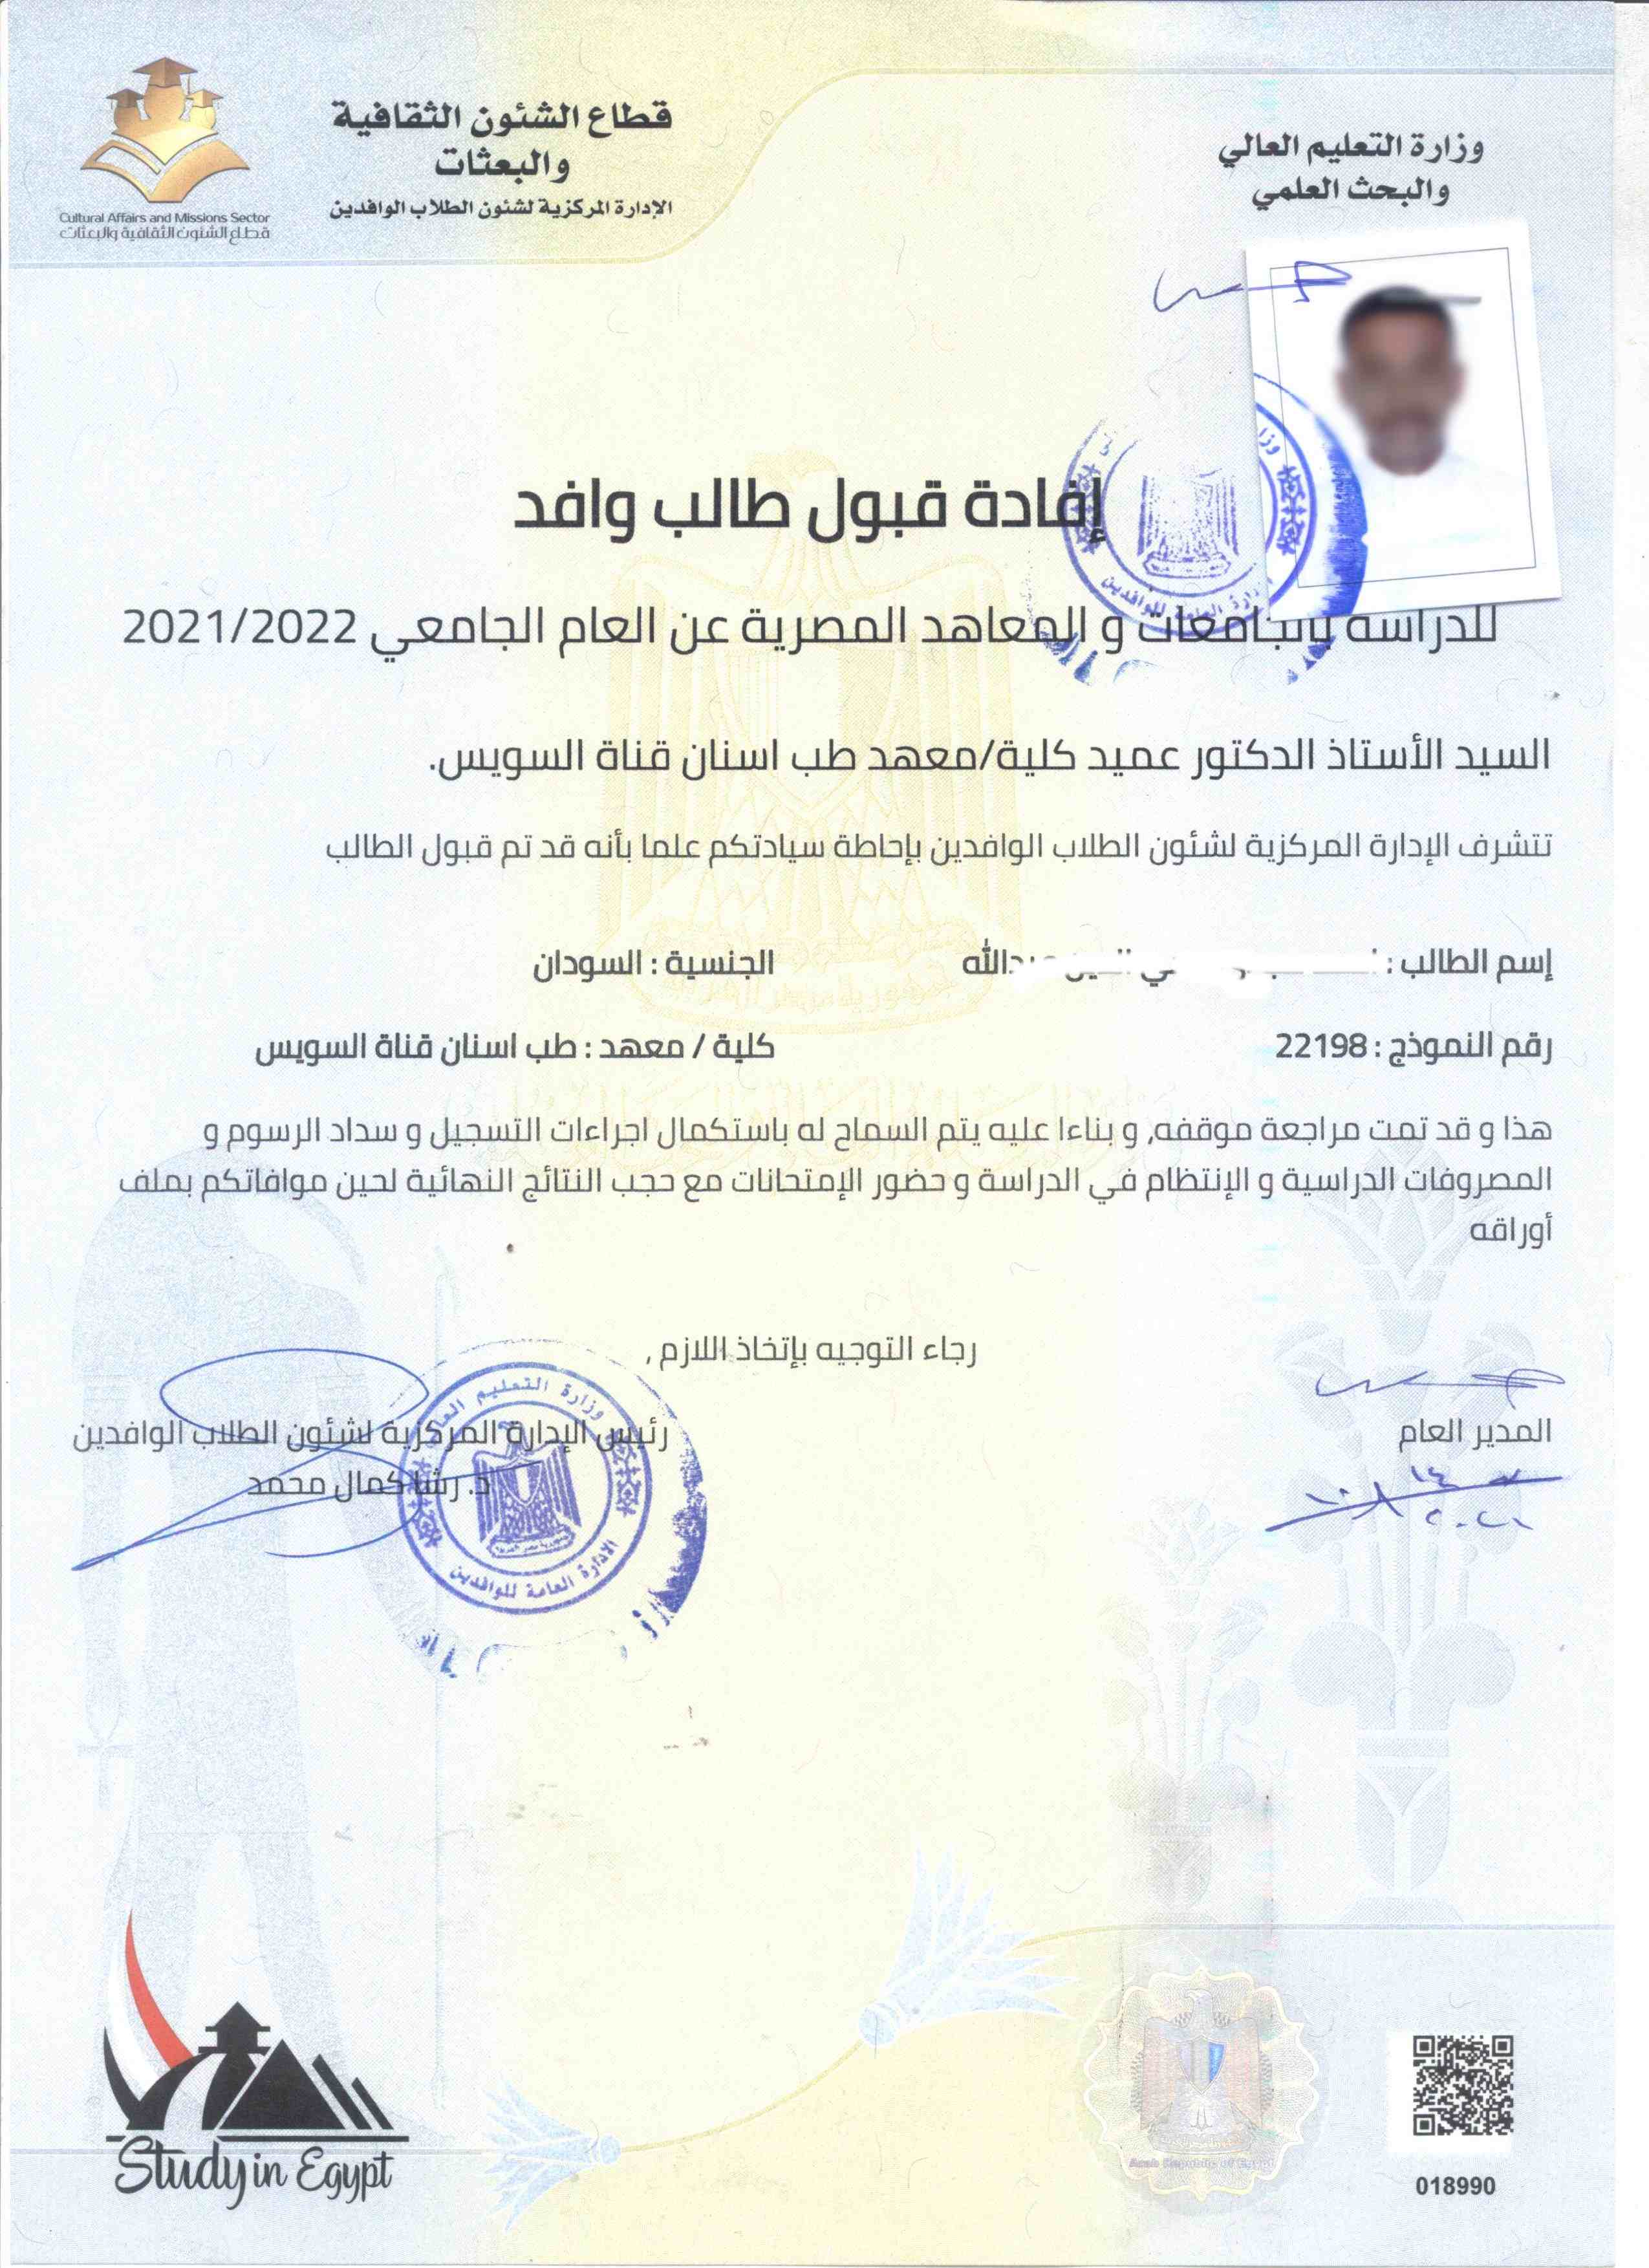 وزارة التعليم العالي
والبحث العلمي
قطاع الشئون الثقافية
والبعثات
الإدارة المركزية لشئون الطلاب الوافدين
Cultural Affairs and Missions Sector
قطاع الشئون الثقافية والبعثات
إفادة قبول طالب وافد
للدراسة بالجامعات و المعاهد المصرية عن العام الجامعي 2021/2022
السيد الأستاذ الدكتور عميد كلية/معهد طب اسنان قناة السويس.
تتشرف الإدارة المركزية لشئون الطلاب الوافدين بإحاطة سيادتكم علما بأنه قد تم قبول الطالب
إسم الطالب :
الجنسية : السودان
رقم النموذج : 22198
كلية / معهد : طب اسنان قناة السويس
هذا و قد تمت مراجعة موقفه, و بناءا عليه يتم السماح له باستكمال اجراءات التسجيل و سداد الرسوم و
المصروفات الدراسية و الإنتظام في الدراسة و حضور الإمتحانات مع حجب النتائج النهائية لحين موافاتكم بملف
أوراقه
رجاء التوجيه بإتخاذ اللازم ,
المدير العام
رئيس الإدارة المركزية لشئون الطلاب الوافدين
د. رشا كمال محمد
وزارة التعليم العالي
الادارة العامة للوافدين
Study in Egypt
Arab Republic of Egypt
018990